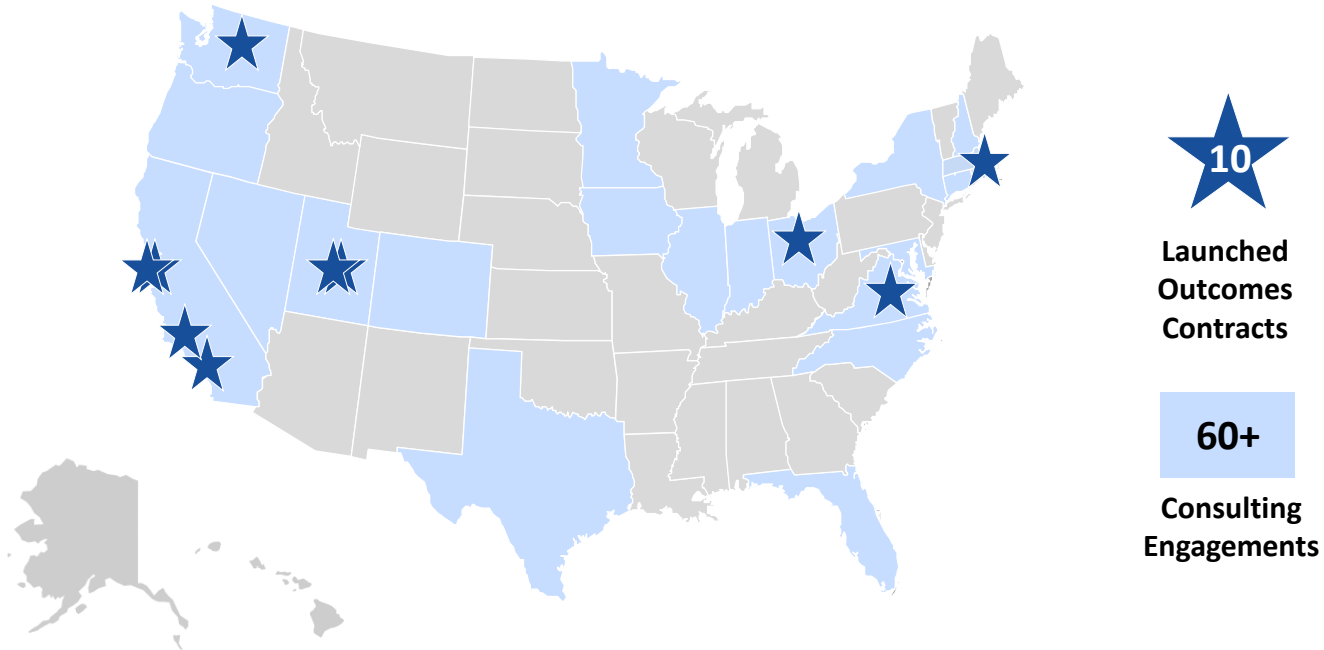 10
Launched
Outcomes
Contracts
60+
Consulting
Engagements